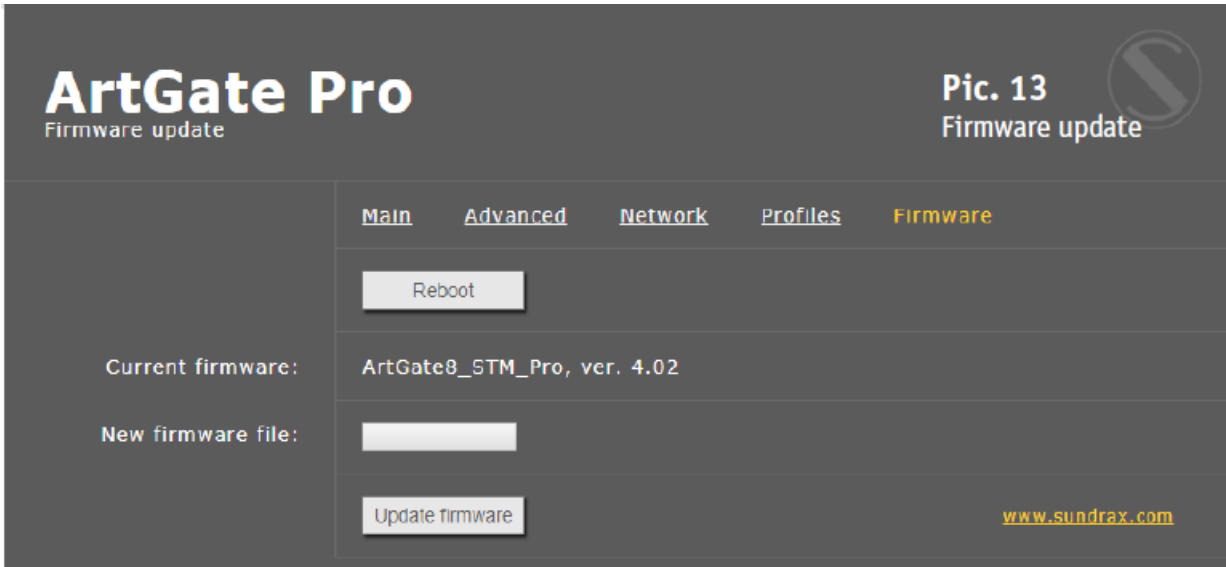 ArtGate Pro
Firmware update
Pic. 13
Firmware update
Main Advanced Network Profiles Firmware
Reboot
Current firmware: ArtGate8_STM_Pro, ver. 4.02
New firmware file:
Update firmware
www.sundrax.com